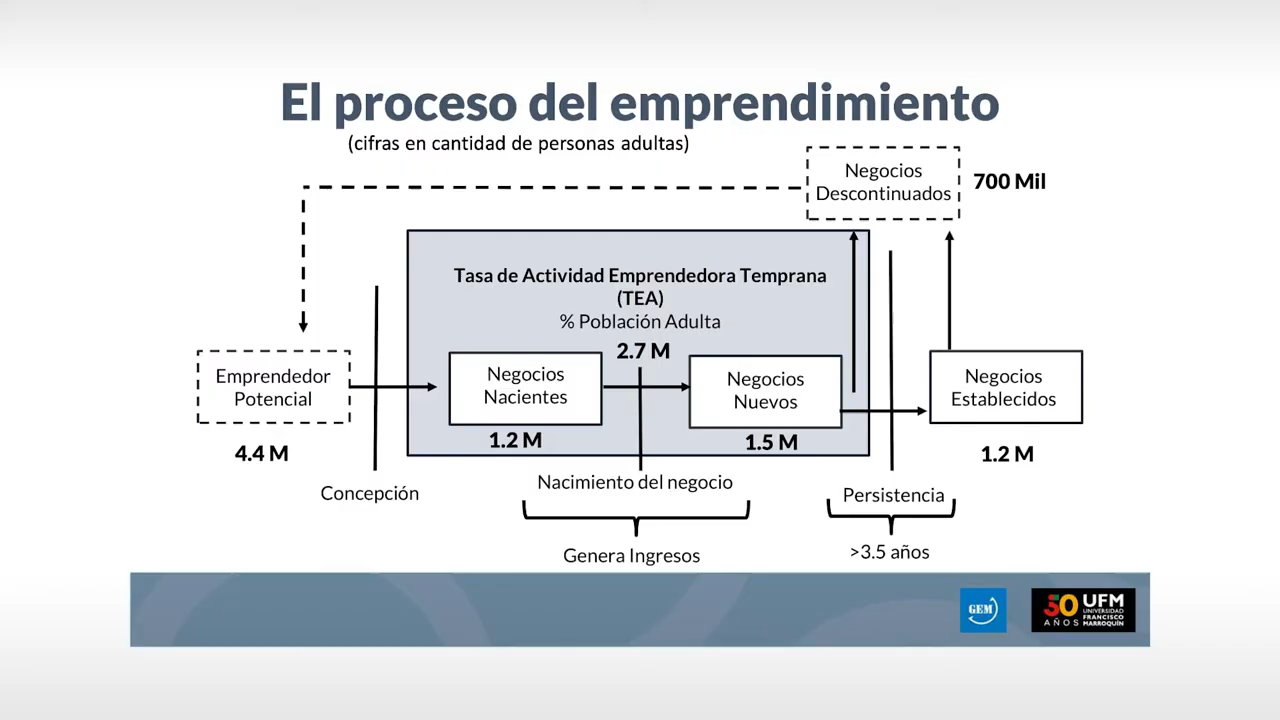 El proceso del emprendimiento
(cifras en cantidad de personas adultas)
Negocios
Descontinuados
700 Mil
Tasa de Actividad Emprendedora Temprana
(TEA)
% Población Adulta
2.7 M
Emprendedor
Potencial
4.4 M
Negocios
Nacientes
1.2 M
Negocios
Nuevos
1.5 M
Negocios
Establecidos
1.2 M
Concepción
Nacimiento del negocio
Persistencia
Genera Ingresos
>3.5 años
GEM
50
AÑOS
UFM
UNIVERSIDAD
FRANCISCO
MARROQUÍN